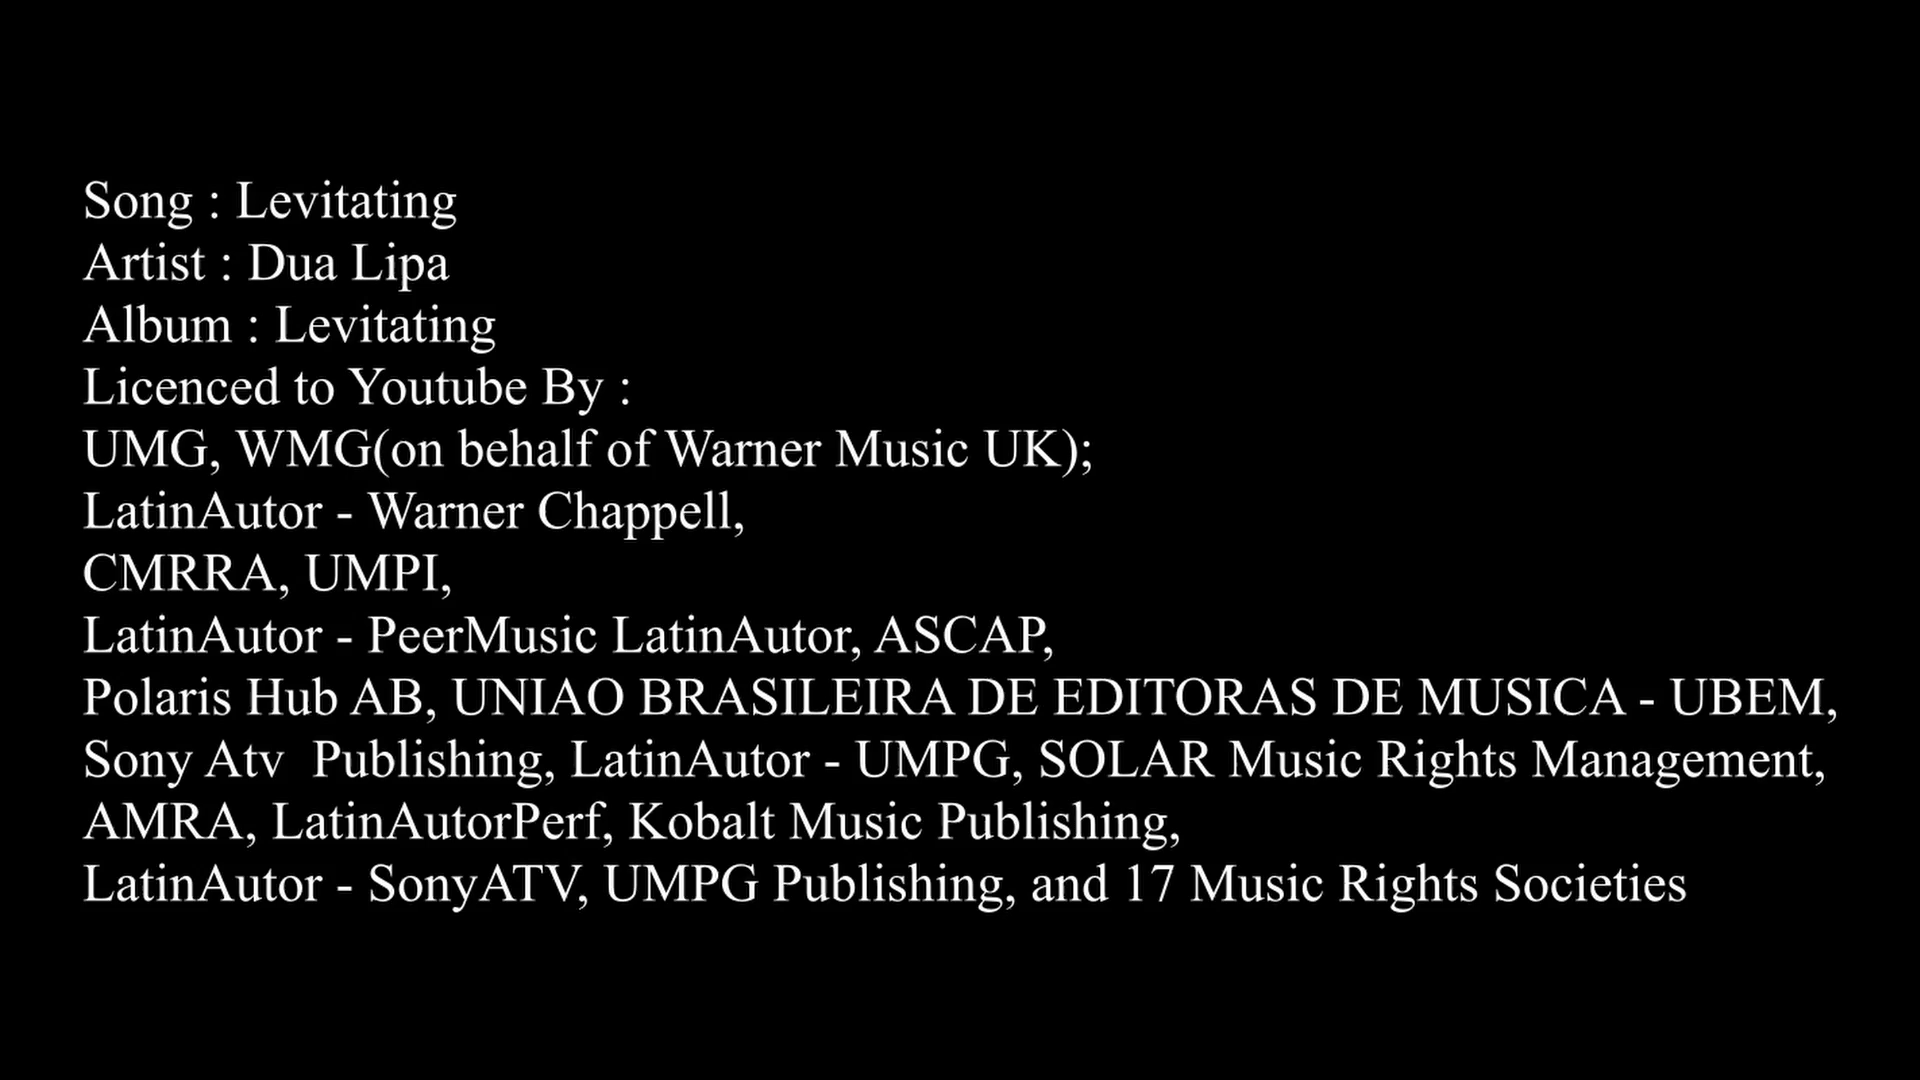 Song : Levitating
Artist : Dua Lipa
Album : Levitating
Licenced to Youtube By :
UMG, WMG(on behalf of Warner Music UK);
LatinAutor - Warner Chappell,
CMRRA, UMPI,
LatinAutor - PeerMusic LatinAutor, ASCAP,
Polaris Hub AB, UNIAO BRASILEIRA DE EDITORAS DE MUSICA - UBEM,
Sony Atv  Publishing, LatinAutor - UMPG, SOLAR Music Rights Management,
AMRA, LatinAutorPerf, Kobalt Music Publishing,
LatinAutor - SonyATV, UMPG Publishing, and 17 Music Rights Societies